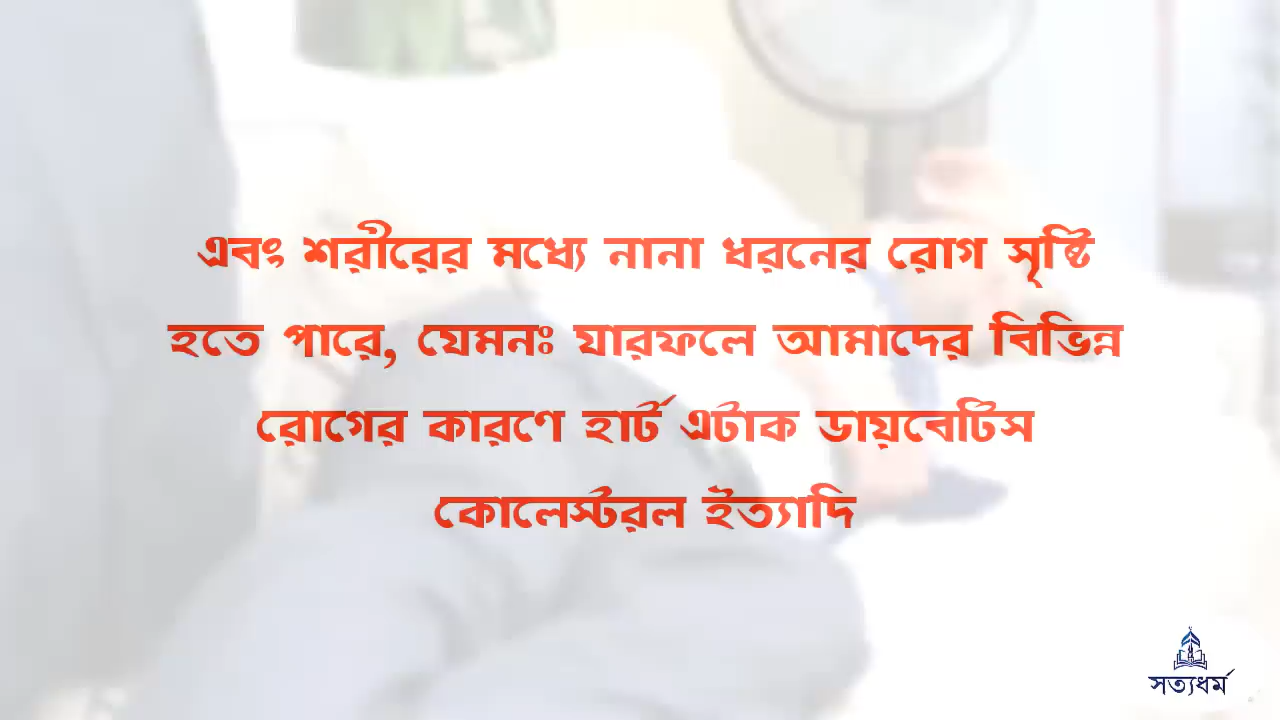 এবং শরীরের মধ্যে নানা ধরনের রোগ সৃষ্টি
হতে পারে, যেমনঃ যারফলে আমাদের বিভিন্ন
রোগের কারণে হার্ট এটাক ডায়বেটিস
কোলেস্টরল ইত্যাদি
সত্যধর্ম